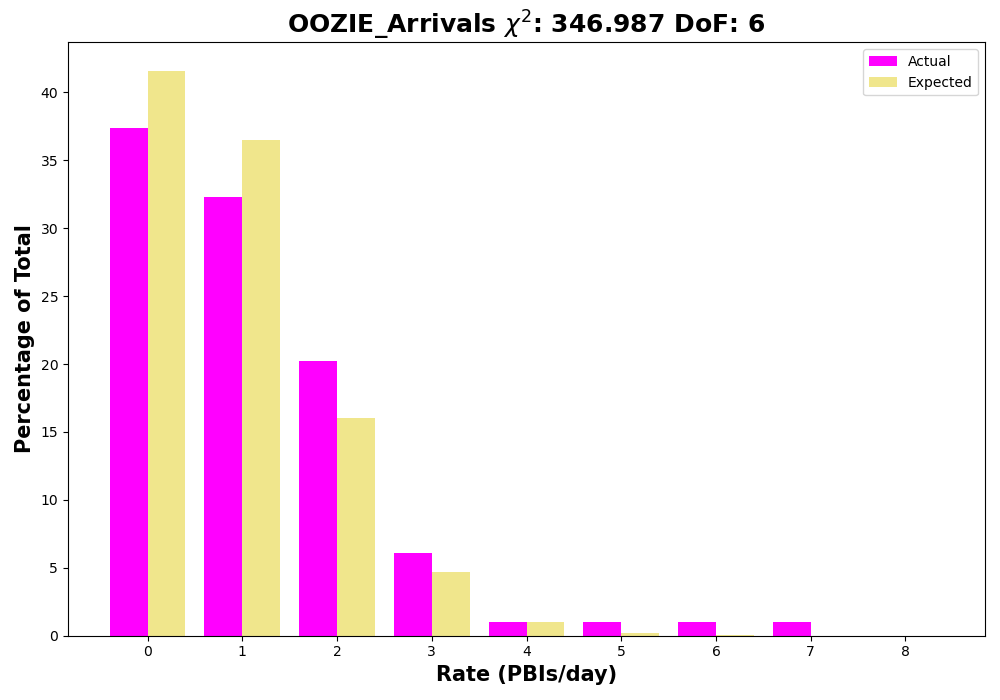 OOZIE_Arrivals χ²: 346.987 DoF: 6
Actual
Expected
Percentage of Total
40
35
30
25
20
15
10
5
0
0 1 2 3 4 5 6 7 8
Rate (PBIs/day)